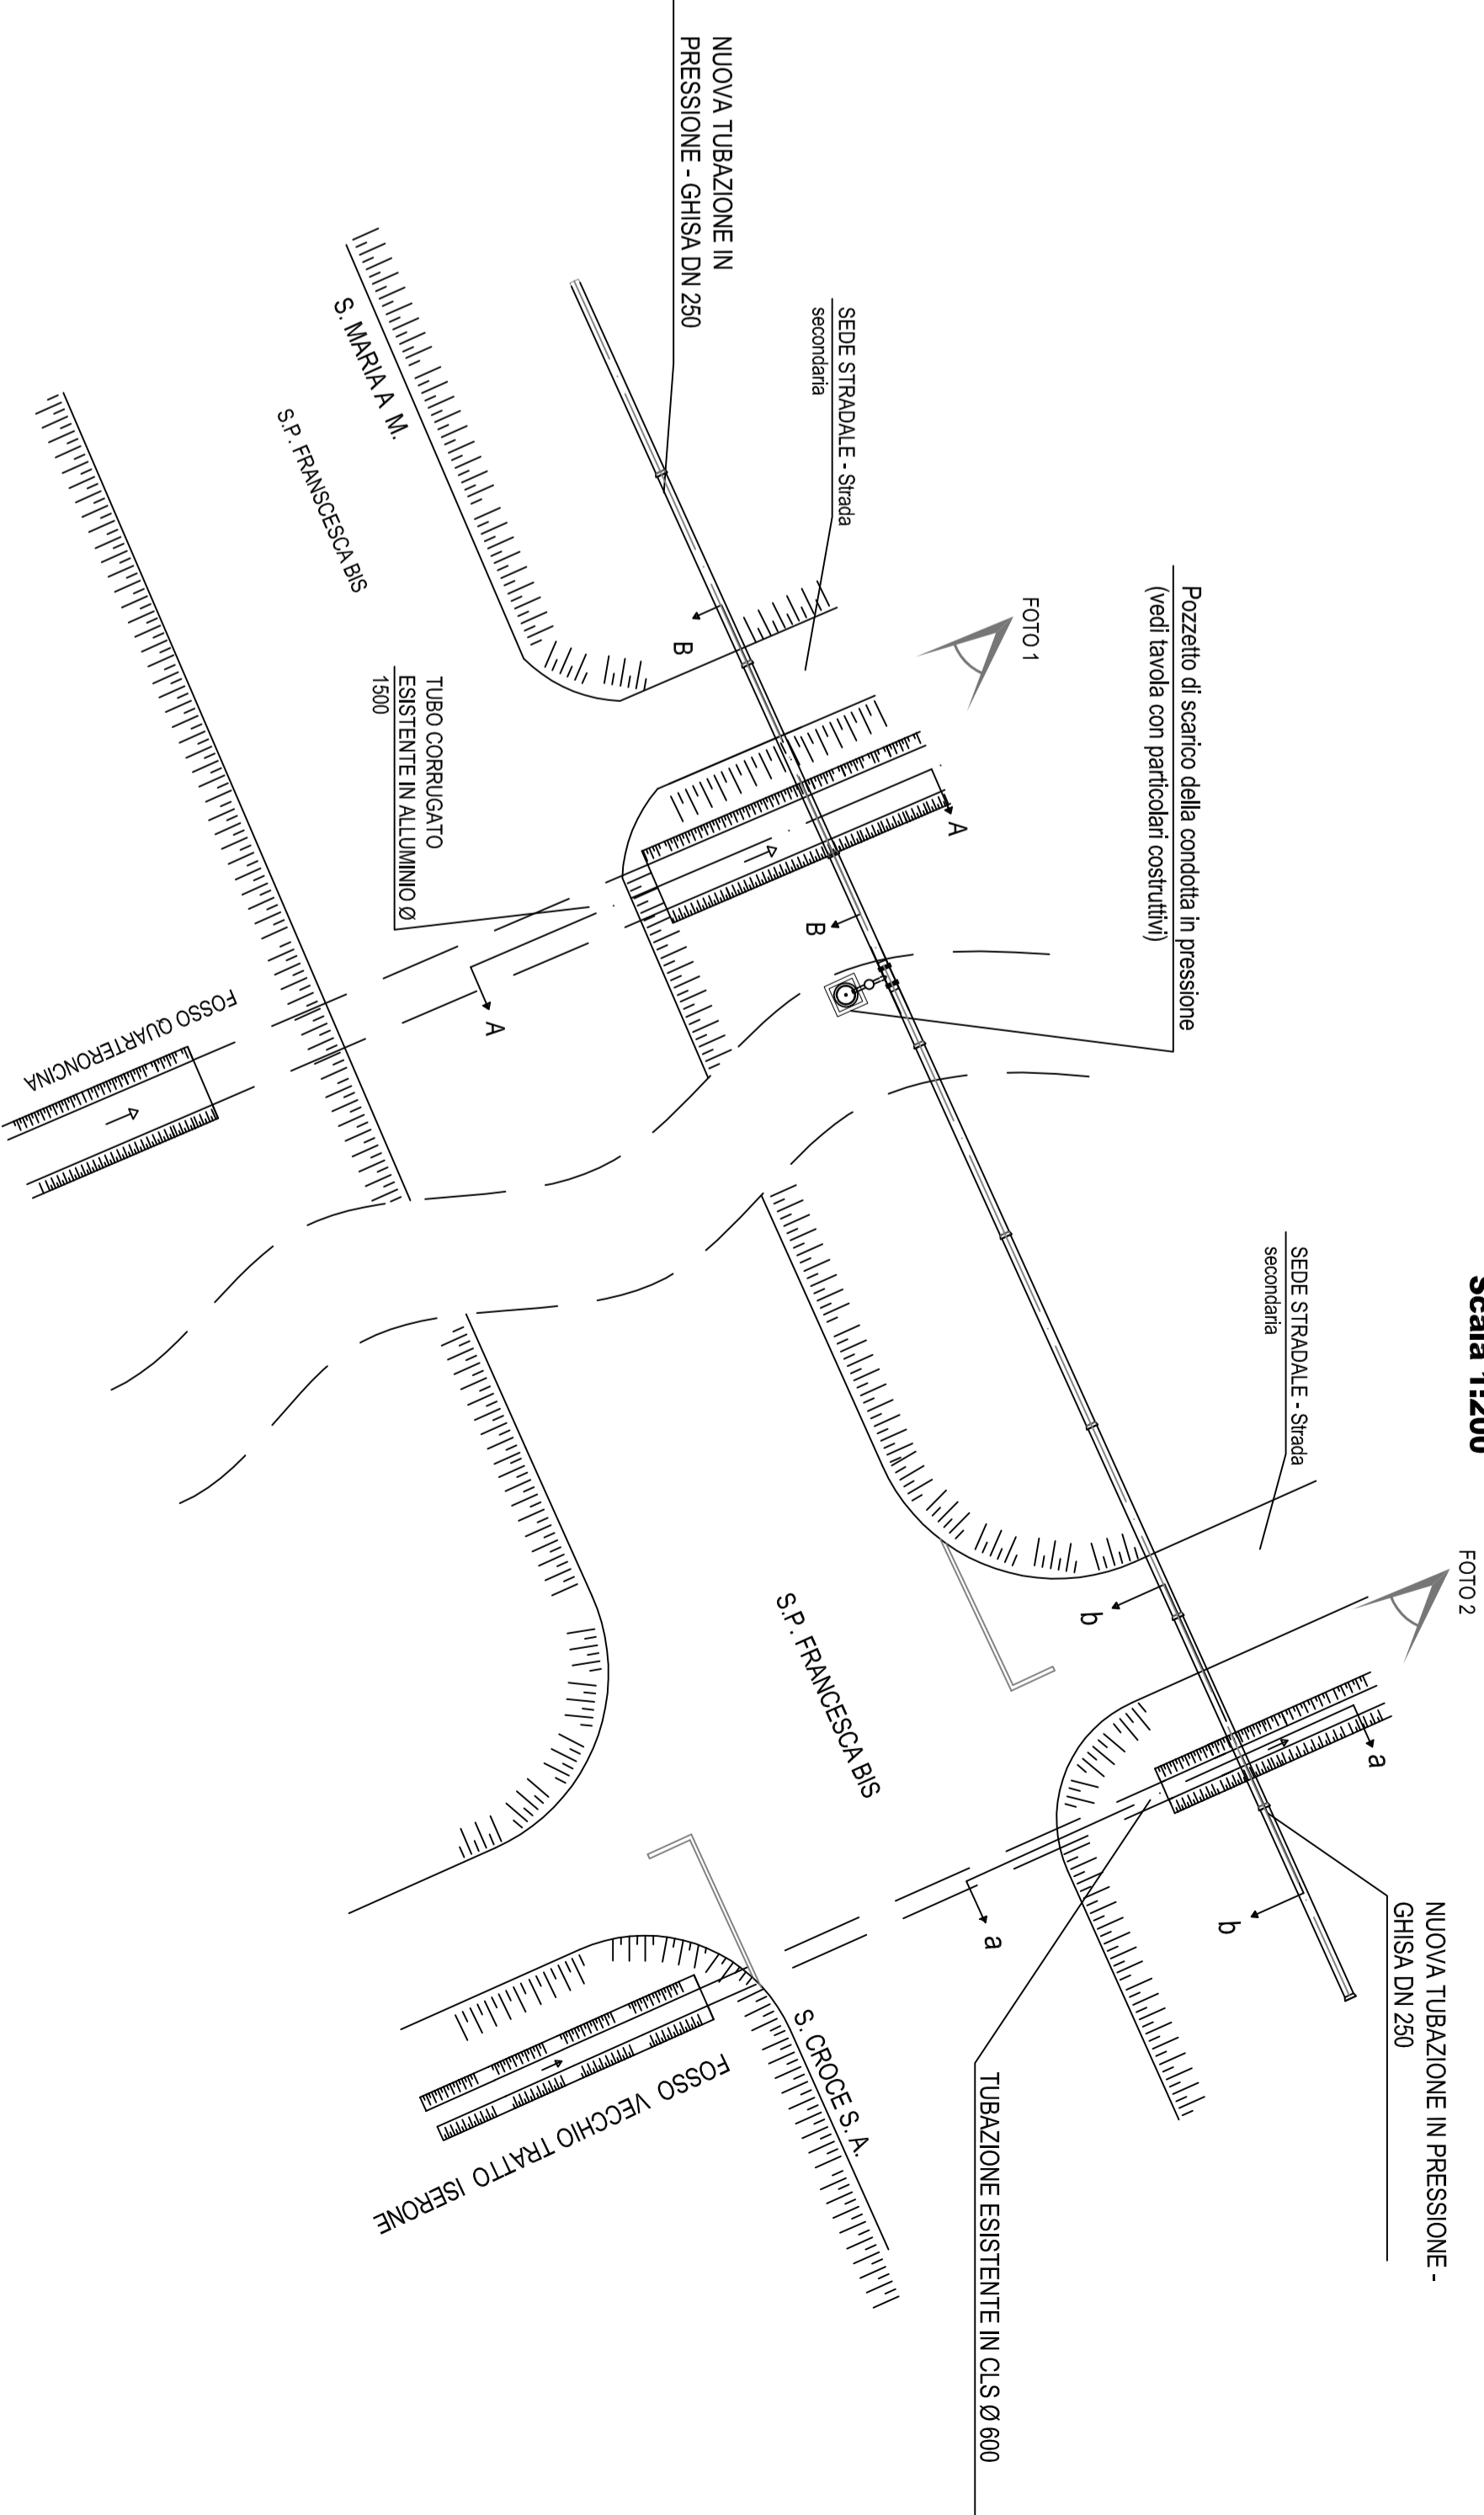 Scala 1:200
NUOVA TUBAZIONE IN
PRESSIONE - GHISA DN 250
SEDE STRADALE - Strada
secondaria
FOTO 1
Pozzetto di scarico della condotta in pressione
(vedi tavola con particolari costruttivi)
SEDE STRADALE - Strada
secondaria
FOTO 2
NUOVA TUBAZIONE IN PRESSIONE -
GHISA DN 250
S. MARIA A M.
S.P. FRANSCESCA BIS
B
A
B
A
TUBO CORRUGATO
ESISTENTE IN ALLUMINIO Ø
1500
FOSSO QUARTERONCINA
b
a
b
a
S.P. FRANCESCA BIS
S. CROCE S. A.
FOSSO VECCHIO TRATTO ISERONE
TUBAZIONE ESISTENTE IN CLS Ø 600